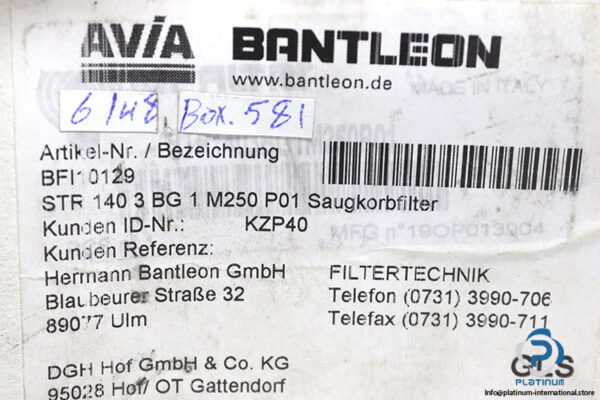 AVIA BANTLEON
www.bantleon.de
MADE IN ITALY
6/48 Box. 581
Artikel-Nr. / Bezeichnung
BFI10129
STR 140 3 BG 1 M250 P01 Saugkorbfilter
Kunden ID-Nr.: KZP40
MFG n°19OP013904
Kunden Referenz:
Herrmann Bantleon GmbH
Blaubeurer Straße 32
89077 Ulm
FILTERTECHNIK
Telefon (0731) 3990-706
Telefax (0731) 3990-711
DGH Hof GmbH & Co. KG
95028 Hof/ OT Gattendorf
GLS
PLATINUM
Info@platinum-international.store